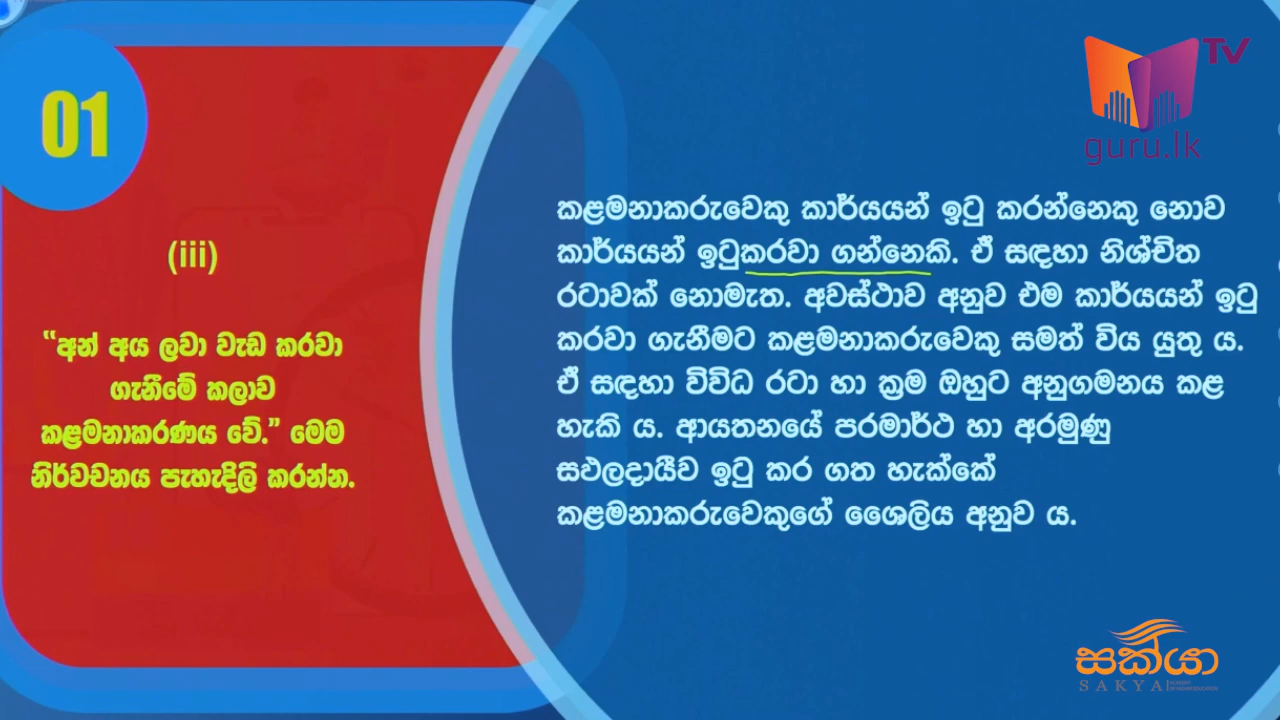 01
(iii)
“අන් අය ලවා වැඩ කරවා
ගැනීමේ කලාව
කළමනාකරණය වේ.” මෙම
නිර්වචනය පැහැදිලි කරන්න.
කළමනාකරුවෙකු කාර්යයන් ඉටු කරන්නෙකු නොව
කාර්යයන් ඉටුකරවා ගන්නෙකි. ඒ සඳහා නිශ්චිත
රටාවක් නොමැත. අවස්ථාව අනුව එම කාර්යයන් ඉටු
කරවා ගැනීමට කළමනාකරුවෙකු සමත් විය යුතු ය.
ඒ සඳහා විවිධ රටා හා ක්‍රම ඔහුට අනුගමනය කළ
හැකි ය. ආයතනයේ පරමාර්ථ හා අරමුණු
සඵලදායීව ඉටු කර ගත හැක්කේ
කළමනාකරුවෙකුගේ ශෛලිය අනුව ය.
TV
guru.lk
සක්යා
SAKYA